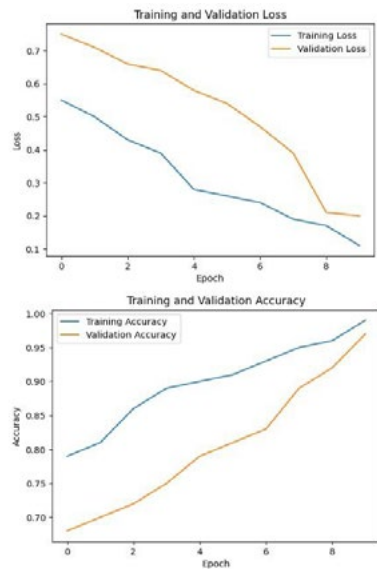 Training and Validation Loss
Training Loss
Validation Loss
0.7
0.6
0.5
0.4
0.3
0.2
0.1
Loss
0 2 4 6 8
Epoch
Training and Validation Accuracy
Training Accuracy
Validation Accuracy
1.00
0.95
0.90
0.85
0.80
0.75
0.70
Accuracy
0 2 4 6 8
Epoch